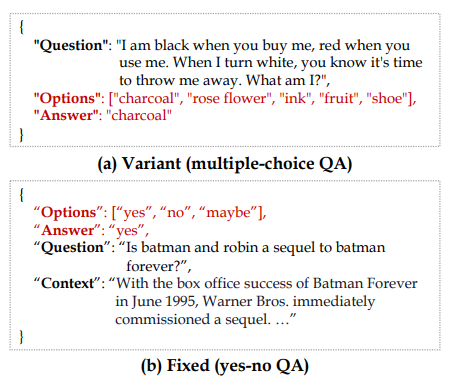 {
"Question": "I am black when you buy me, red when you
use me. When I turn white, you know it's time
to throw me away. What am I?",
"Options": ["charcoal", "rose flower", "ink", "fruit", "shoe"],
"Answer": "charcoal"
}
(a) Variant (multiple-choice QA)
{
“Options”: [“yes”, “no”, “maybe”],
“Answer”: “yes”,
“Question”: “Is batman and robin a sequel to batman
forever?”,
“Context”: “With the box office success of Batman Forever
in June 1995, Warner Bros. immediately
commissioned a sequel. …”
}
(b) Fixed (yes-no QA)